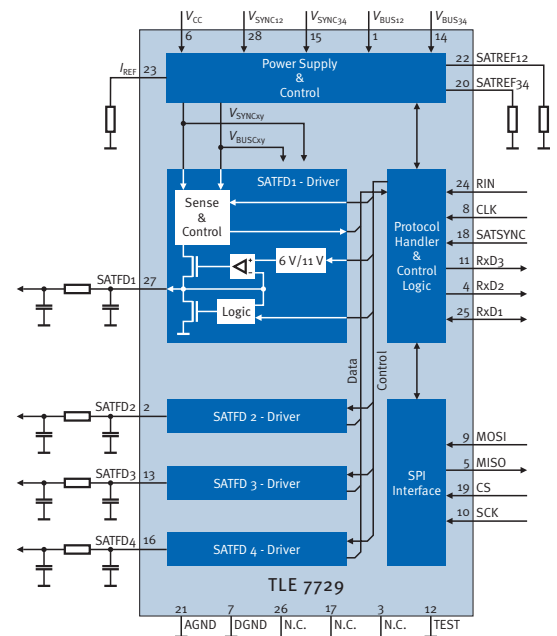 VCC VSYNC12 VSYNC34 VBUS12 VBUS34
6 28 15 1 14
IREF 23
Power Supply
&
Control
22 SATREF12
20 SATREF34
VSYNCxy
VBUSCxy
SATFD1 - Driver
Sense
&
Control
6 V/11 V
+
-
Logic
SATFD1 27
Protocol
Handler
&
Control
Logic
24 RIN
8 CLK
18 SATSYNC
11 RxD3
4 RxD2
25 RxD1
Data
Control
SATFD2 2
SATFD 2 - Driver
SATFD3 13
SATFD 3 - Driver
SATFD4 16
SATFD 4 - Driver
SPI
Interface
9 MOSI
5 MISO
19 CS
10 SCK
TLE 7729
21 7 26 17 3 12
AGND DGND N.C. N.C. N.C. TEST